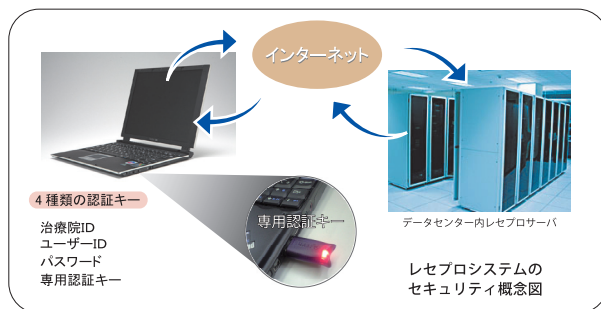 インターネット
4種類の認証キー
治療院ID
ユーザーID
パスワード
専用認証キー
専用認証キー
データセンター内レセプロサーバ
レセプロシステムの
セキュリティ概念図